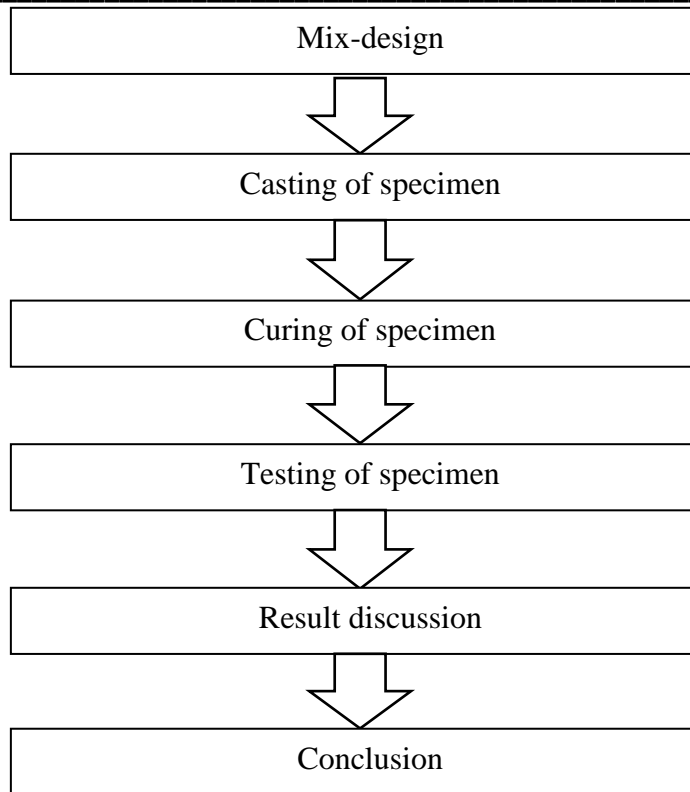 Mix-design
Casting of specimen
Curing of specimen
Testing of specimen
Result discussion
Conclusion